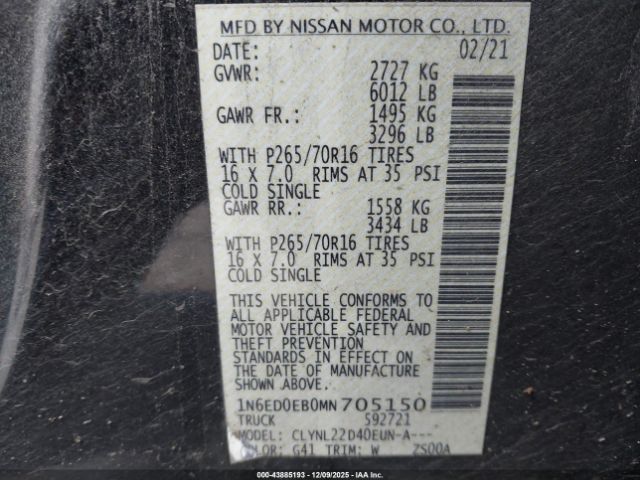 MFD BY NISSAN MOTOR CO., LTD.
DATE: 02/21
GVWR: 2727 KG
6012 LB
GAWR FR.: 1495 KG
3296 LB
WITH P265/70R16 TIRES
16 X 7.0 RIMS AT 35 PSI
COLD SINGLE
GAWR RR.: 1558 KG
3434 LB
WITH P265/70R16 TIRES
16 X 7.0 RIMS AT 35 PSI
COLD SINGLE
THIS VEHICLE CONFORMS TO
ALL APPLICABLE FEDERAL
MOTOR VEHICLE SAFETY AND
THEFT PREVENTION
STANDARDS IN EFFECT ON
THE DATE OF MANUFACTURE
SHOWN ABOVE.
1N6ED0EB0MN705150
TRUCK 592721
MODEL: CLYNL22D40EUN-A---
COLOR: G41 TRIM: W ZS00A
000-43885193 - 12/09/2025 - IAA Holdings, LLC. - Copyright